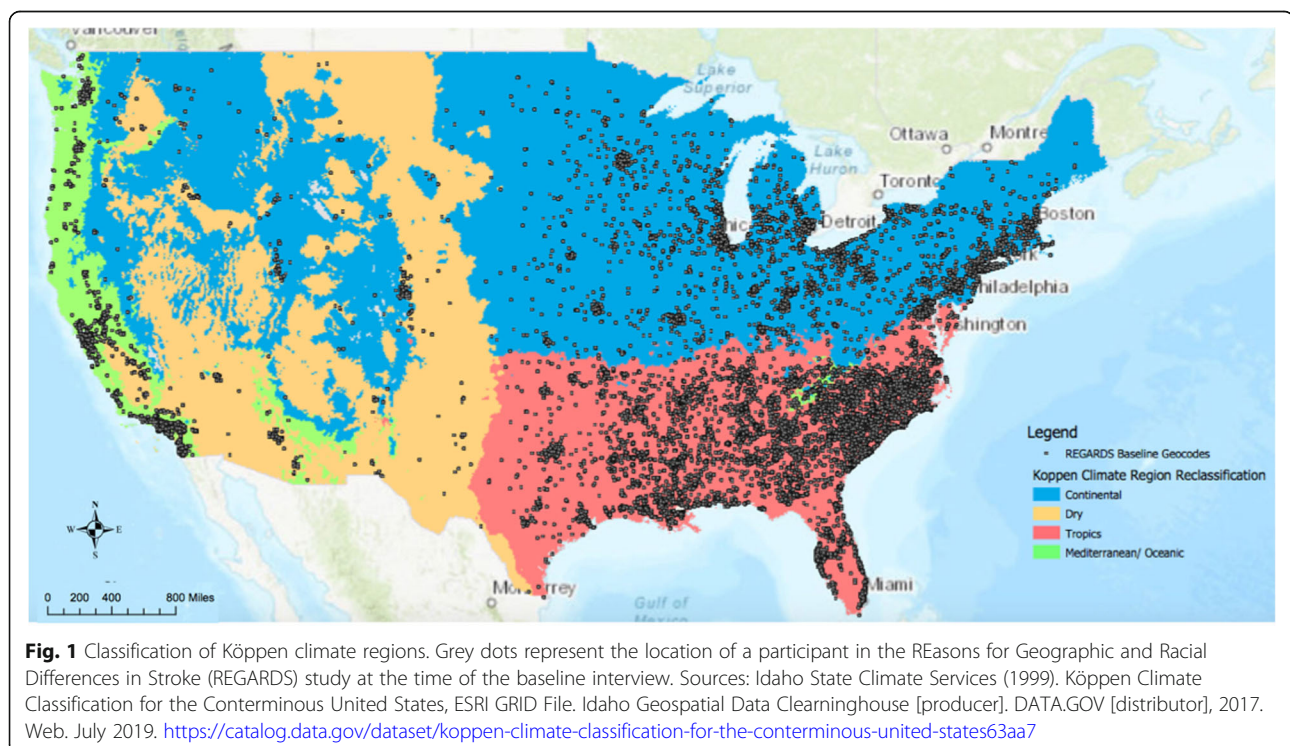 Vancouver
Lake
Superior
Ottawa
Montre
Lake
Huron
Toronto
Detroit
Boston
Philadelphia
Washington
Legend
REGARDS Baseline Geocodes
Koppen Climate Region Reclassification
Continental
Dry
Tropics
Mediterranean/ Oceanic
N
W E
S
Miami
0 200 400 800 Miles
Gulf of
Mexico
Fig. 1 Classification of Köppen climate regions. Grey dots represent the location of a participant in the REasons for Geographic and Racial
Differences in Stroke (REGARDS) study at the time of the baseline interview. Sources: Idaho State Climate Services (1999). Köppen Climate
Classification for the Conterminous United States, ESRI GRID File. Idaho Geospatial Data Clearninghouse [producer]. DATA.GOV [distributor], 2017.
Web. July 2019. https://catalog.data.gov/dataset/koppen-climate-classification-for-the-conterminous-united-states63aa7